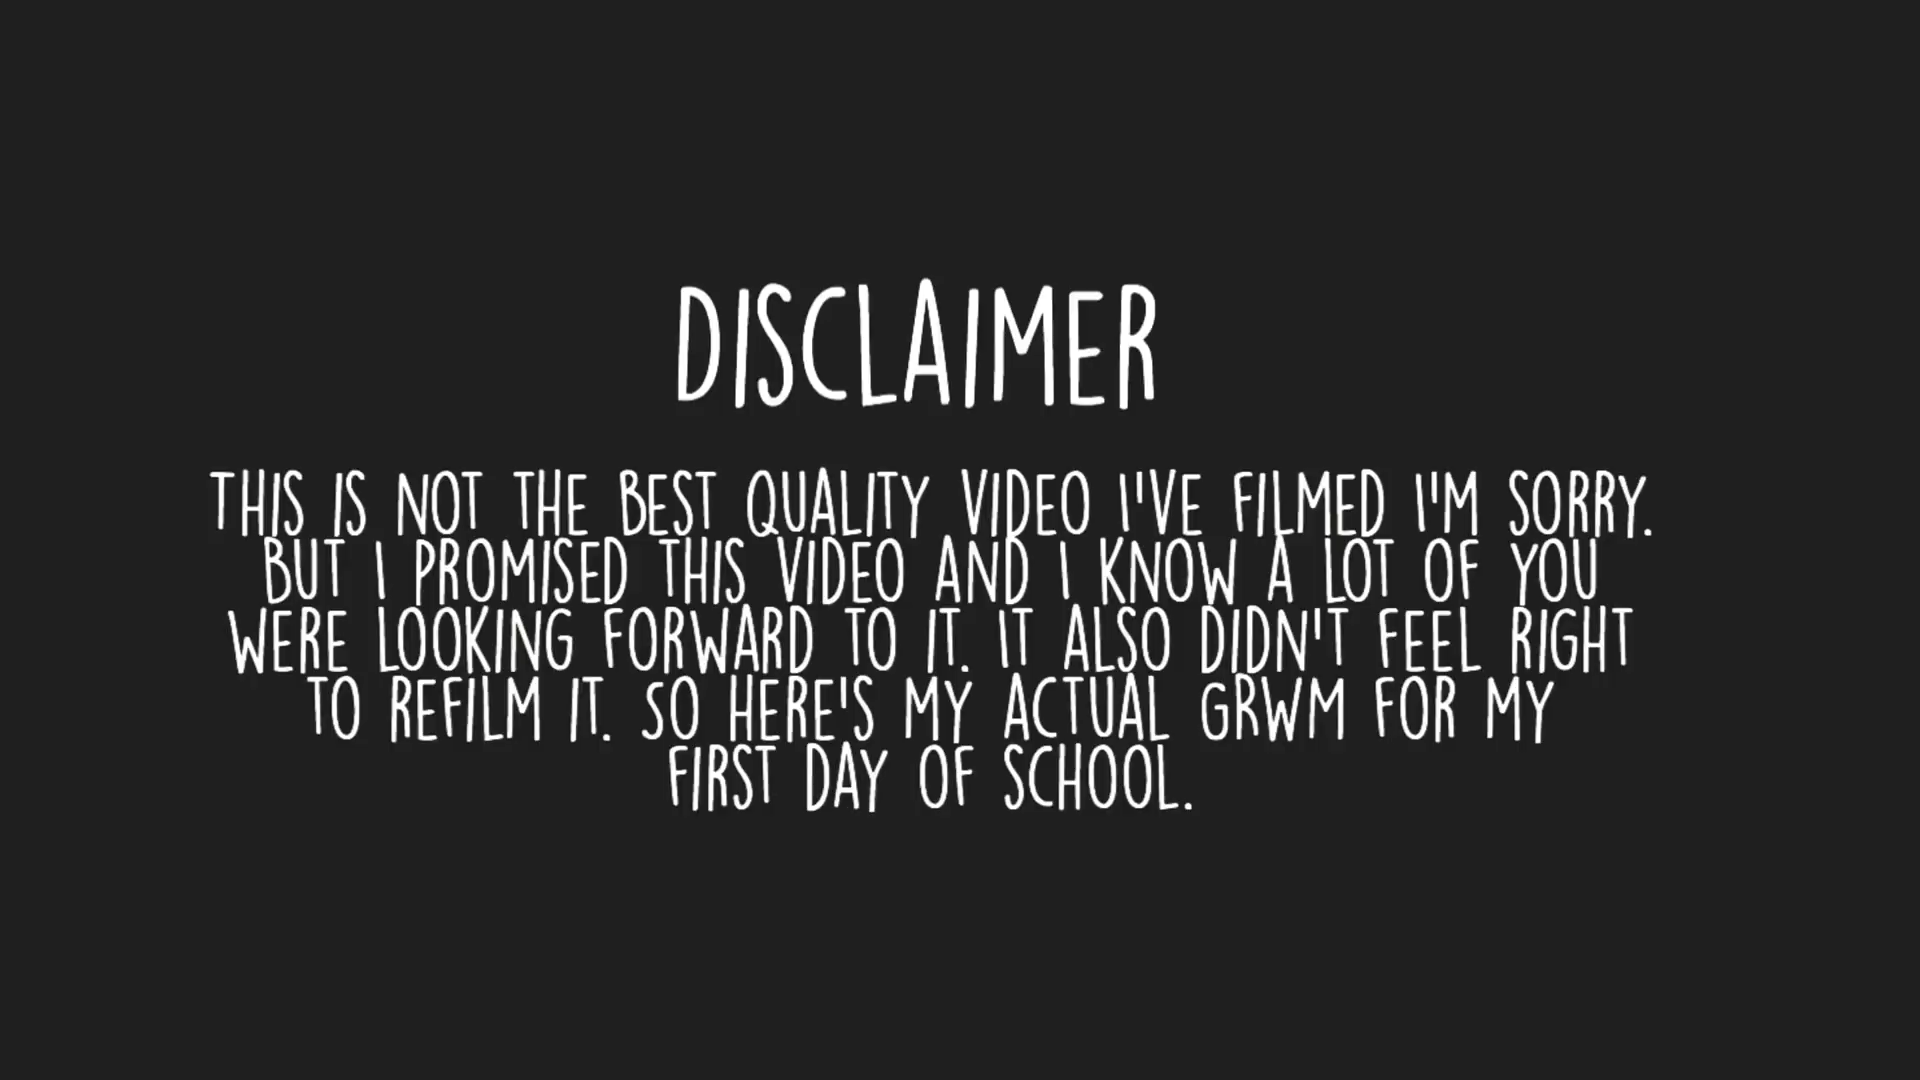 DISCLAIMER
THIS IS NOT THE BEST QUALITY VIDEO I'VE FILMED I'M SORRY.
BUT I PROMISED THIS VIDEO AND I KNOW A LOT OF YOU
WERE LOOKING FORWARD TO IT. IT ALSO DIDN'T FEEL RIGHT
TO REFILM IT. SO HERE'S MY ACTUAL GRWM FOR MY
FIRST DAY OF SCHOOL.